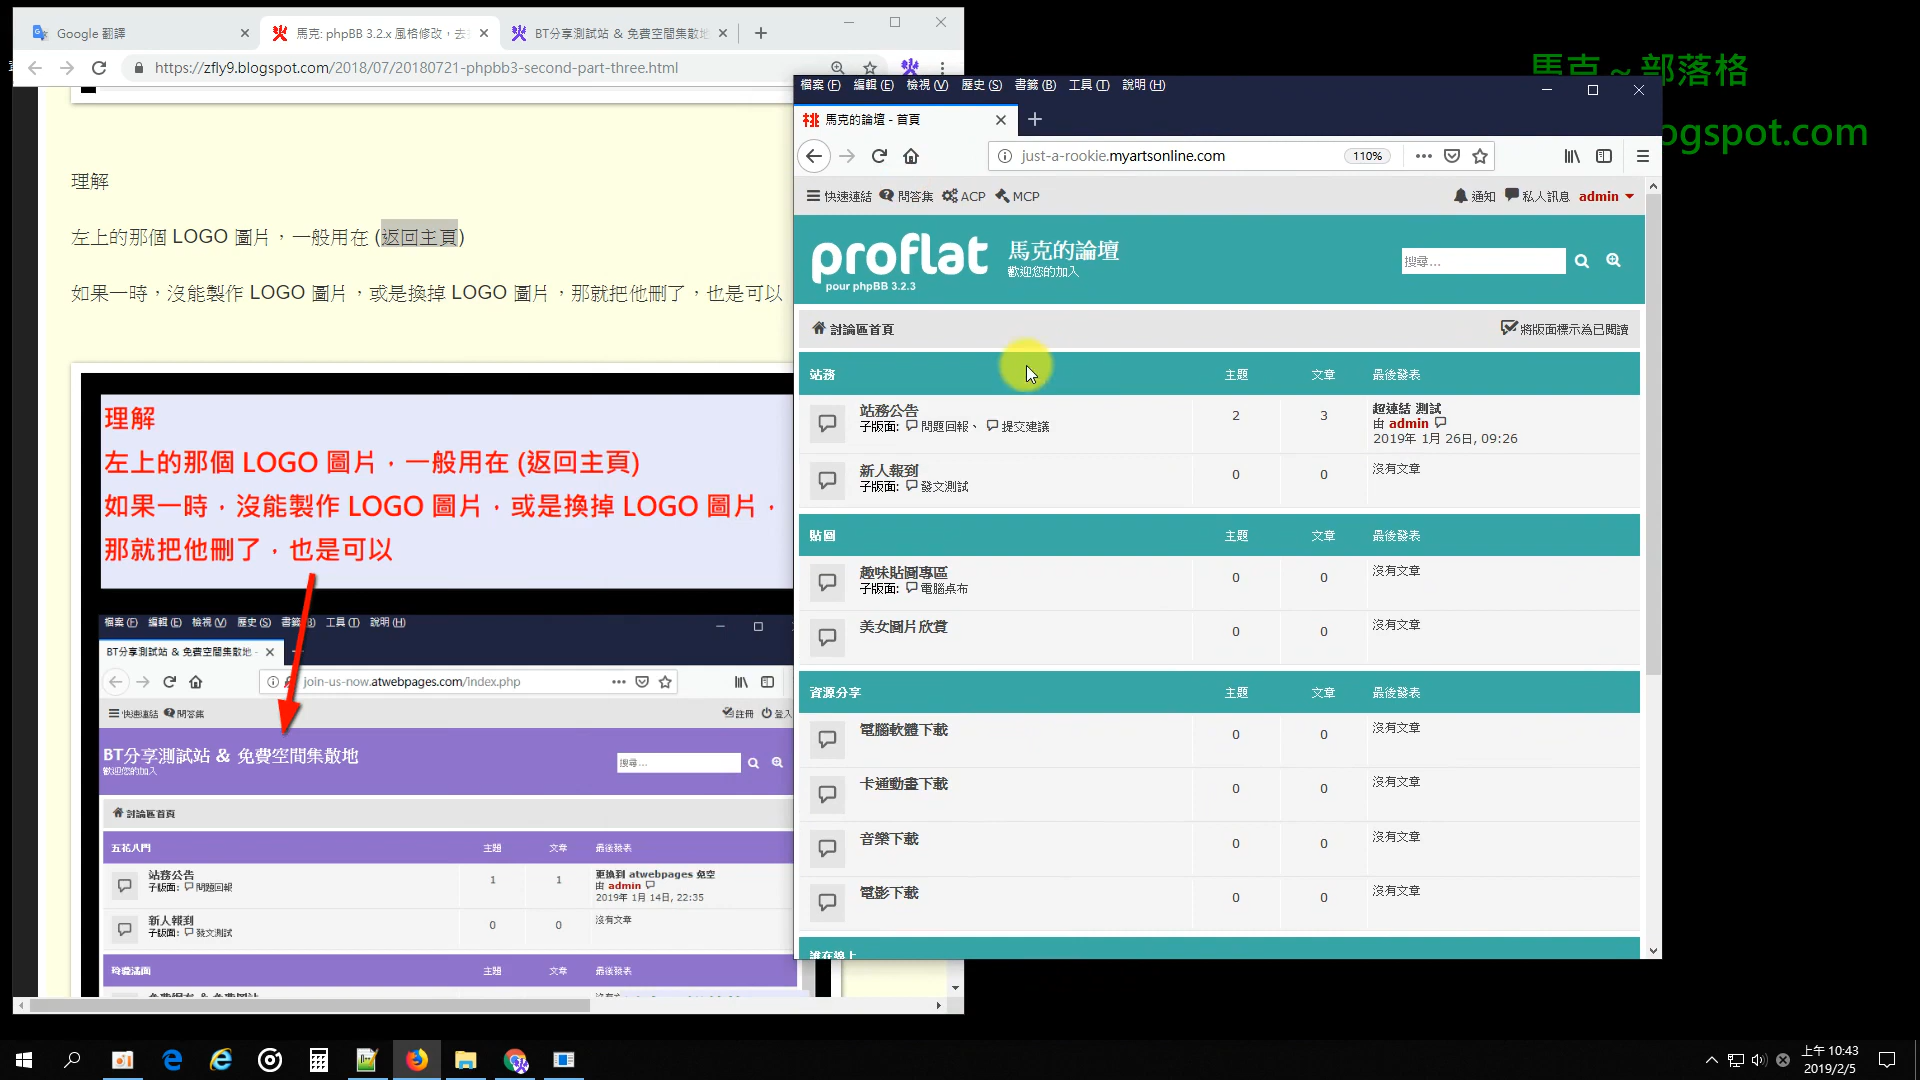 馬克～部落格
ogspot.com
Google 翻譯
馬克: phpBB 3.2.x 風格修改，去
BT分享測試站 & 免費空間集散地
https://zfly9.blogspot.com/2018/07/20180721-phpbb3-second-part-three.html
理解
左上的那個 LOGO 圖片，一般用在 (返回主頁)
如果一時，沒能製作 LOGO 圖片，或是換掉 LOGO 圖片，那就把他刪了，也是可以
理解
左上的那個 LOGO 圖片，一般用在 (返回主頁)
如果一時，沒能製作 LOGO 圖片，或是換掉 LOGO 圖片，
那就把他刪了，也是可以
檔案 (F) 編輯 (E) 檢視 (V) 歷史 (S) 書籤(B) 工具 (T) 說明 (H)
BT分享測試站 & 免費空間集散地 -
join-us-now.atwebpages.com/index.php
快速連結 問答集 註冊 登入
BT分享測試站 & 免費空間集散地
歡迎您的加入
搜尋...
討論區首頁
五花八門 主題 文章 最後發表
站務公告
子版面: 問題回報
1 1
更換到 atwebpages 免空
由 admin
2019年 1月 14日, 22:35
新人報到
子版面: 發文測試
0 0 沒有文章
主題 文章 最後發表
檔案 (F) 編輯 (E) 檢視 (V) 歷史 (S) 書籤 (B) 工具 (T) 說明 (H)
馬克的論壇 - 首頁
just-a-rookie.myartsonline.com 110%
快速連結 問答集 ACP MCP 通知 私人訊息 admin
proflat
pour phpBB 3.2.3
馬克的論壇
歡迎您的加入
搜尋...
討論區首頁 將版面標示為已閱讀
站務 主題 文章 最後發表
站務公告
子版面: 問題回報、 提交建議
2 3
超連結 測試
由 admin
2019年 1月 26日, 09:26
新人報到
子版面: 發文測試
0 0 沒有文章
貼圖 主題 文章 最後發表
趣味貼圖專區
子版面: 電腦桌布
0 0 沒有文章
美女圖片欣賞 0 0 沒有文章
資源分享 主題 文章 最後發表
電腦軟體下載 0 0 沒有文章
卡通動畫下載 0 0 沒有文章
音樂下載 0 0 沒有文章
電影下載 0 0 沒有文章
誰在線上
上午 10:43
2019/2/5